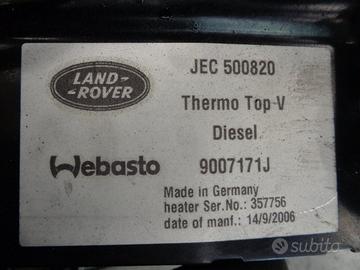 LAND-
ROVER
JEC 500820
Thermo Top V
Diesel
Webasto
9007171J
Made in Germany
heater Ser.No.: 357756
date of manf.: 14/9/2006
subito